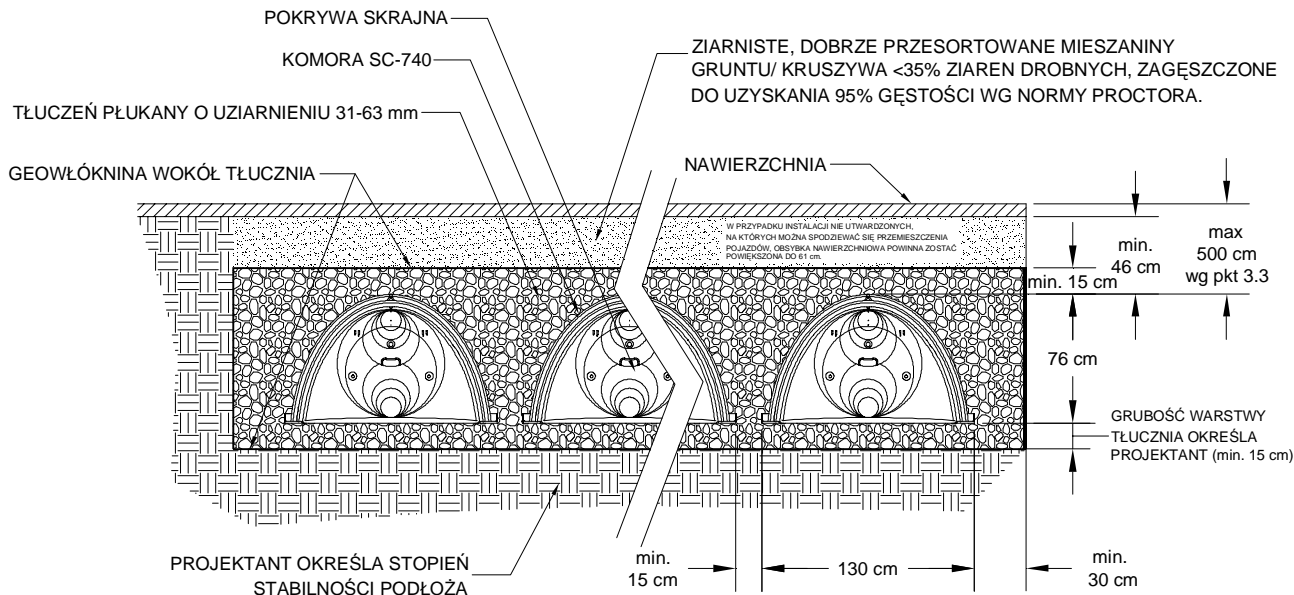 POKRYWA SKRAJNA
KOMORA SC-740
TŁUCZEŃ PŁUKANY O UZIARNIENIU 31-63 mm
GEOWŁÓKNINA WOKÓŁ TŁUCZNIA
ZIARNISTE, DOBRZE PRZESORTOWANE MIESZANINY
GRUNTU/ KRUSZYWA <35% ZIAREN DROBNYCH, ZAGĘSZCZONE
DO UZYSKANIA 95% GĘSTOŚCI WG NORMY PROCTORA.
NAWIERZCHNIA
W PRZYPADKU INSTALACJI NIE UTWARDZONYCH,
NA KTÓRYCH MOŻNA SPODZIEWAĆ SIĘ PRZEMIESZCZENIA
POJAZDÓW, OBSYBKA NAWIERZCHNIOWA POWINNA ZOSTAĆ
POWIĘKSZONA DO 61 cm.
min. 15 cm
min.
46 cm
max
500 cm
wg pkt 3.3
76 cm
GRUBOŚĆ WARSTWY
TŁUCZNIA OKREŚLA
PROJEKTANT (min. 15 cm)
PROJEKTANT OKREŚLA STOPIEŃ
STABILNOŚCI PODŁOŻA
min.
15 cm
130 cm
min.
30 cm